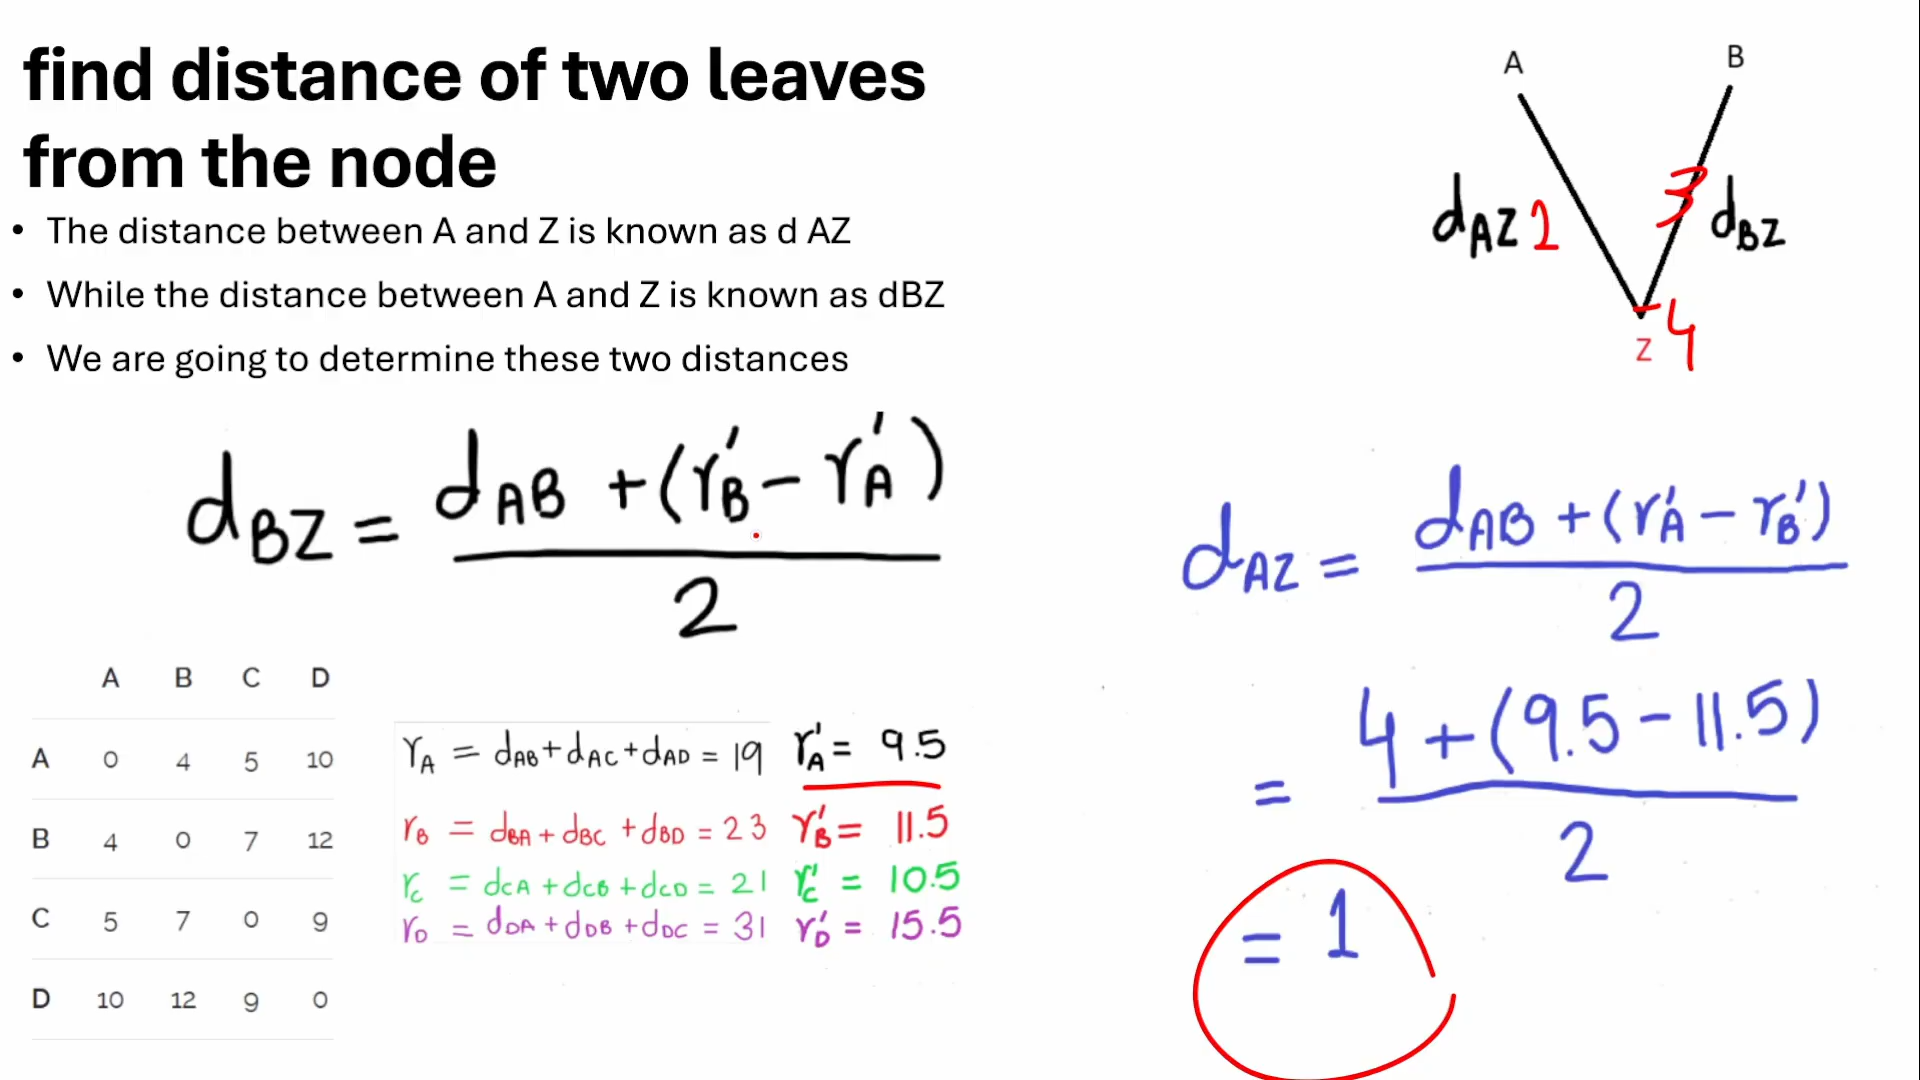 find distance of two leaves
from the node
• The distance between A and Z is known as d AZ
• While the distance between A and Z is known as dBZ
• We are going to determine these two distances
A B
dAZ 1 3 dBZ
Z 4
dBZ = dAB + (r'B - r'A)
2
A B C D
A 0 4 5 10
B 4 0 7 12
C 5 7 0 9
D 10 12 9 0
rA = dAB + dAC + dAD = 19 r'A = 9.5
rB = dBA + dBC + dBD = 23 r'B = 11.5
rC = dCA + dCB + dCD = 21 r'C = 10.5
rD = dDA + dDB + dDC = 31 r'D = 15.5
dAZ = dAB + (r'A - r'B)
2
= 4 + (9.5 - 11.5)
2
= 1